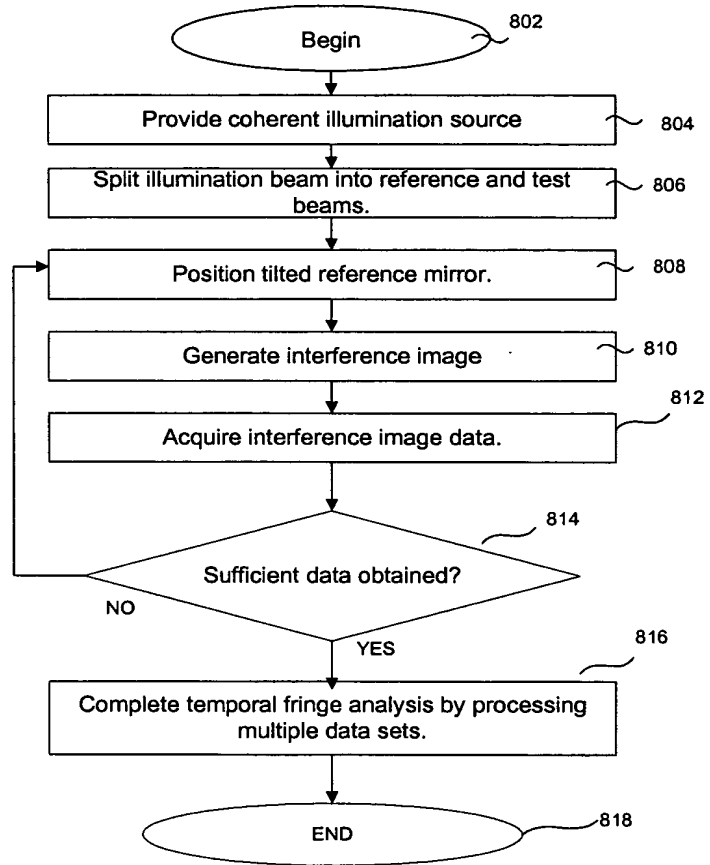 802
Begin
Provide coherent illumination source
804
Split illumination beam into reference and test
beams.
806
Position tilted reference mirror.
808
Generate interference image
810
812
Acquire interference image data.
814
Sufficient data obtained?
NO
YES
816
Complete temporal fringe analysis by processing
multiple data sets.
END
818